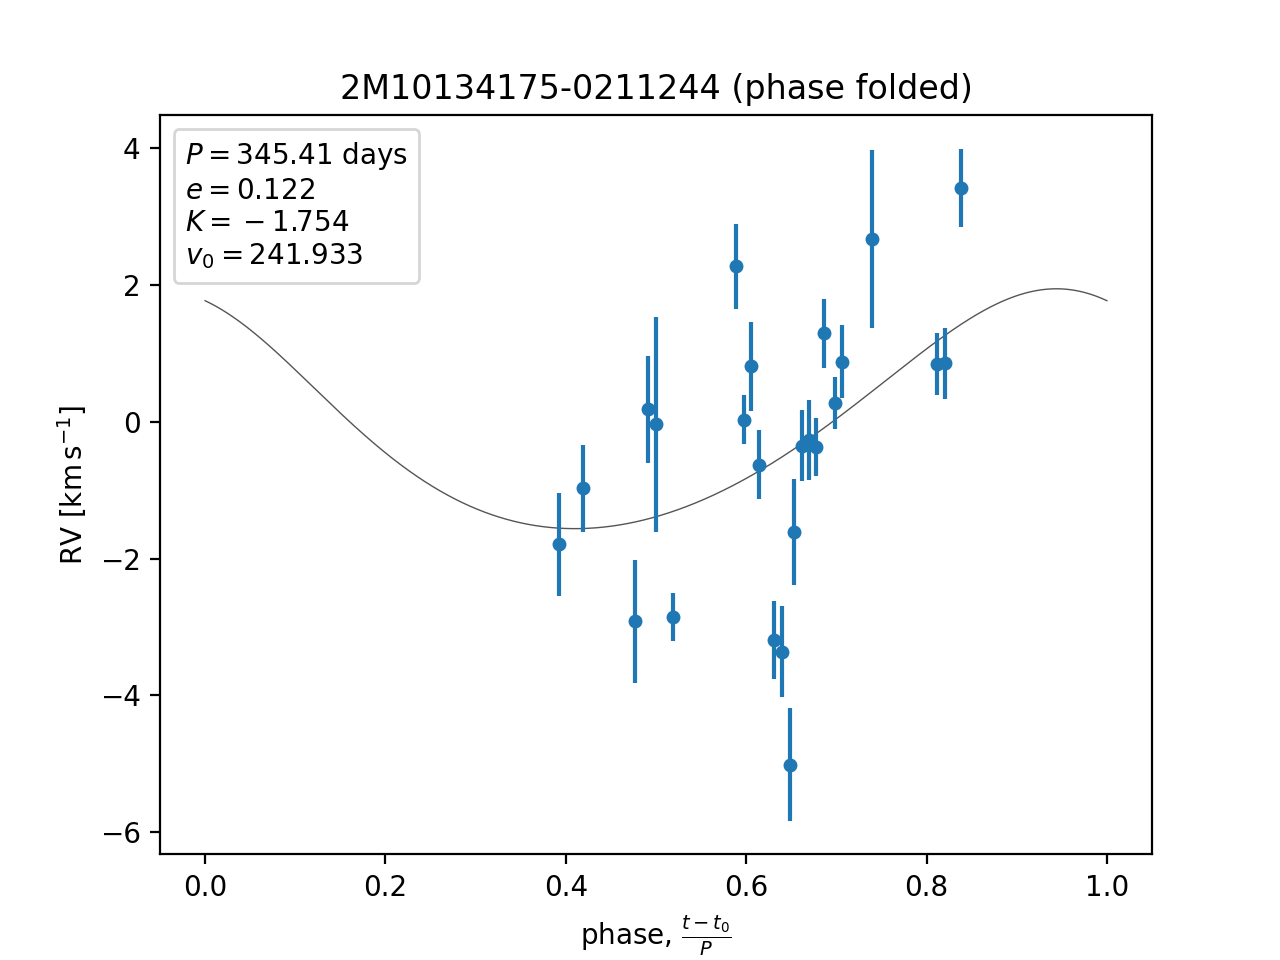 2M10134175-0211244 (phase folded)
P = 345.41 days
e = 0.122
K = −1.754
v₀ = 241.933
RV [km s⁻¹]
4
2
0
−2
−4
−6
0.0 0.2 0.4 0.6 0.8 1.0
phase, (t − t₀)/P